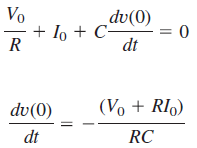 V₀/R + I₀ + C dv(0)/dt = 0
dv(0)/dt = − (V₀ + RI₀)/RC